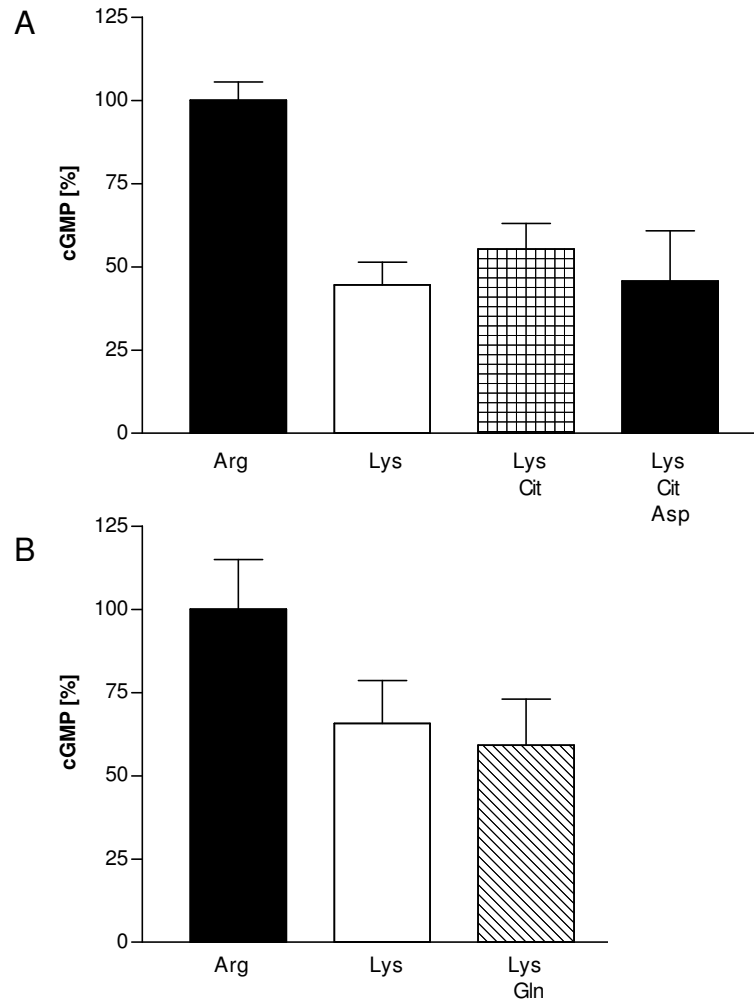 A
125
100
75
50
25
0
cGMP [%]
Arg Lys Lys Lys
Cit Cit
Asp
B
125
100
75
50
25
0
cGMP [%]
Arg Lys Lys
Gln